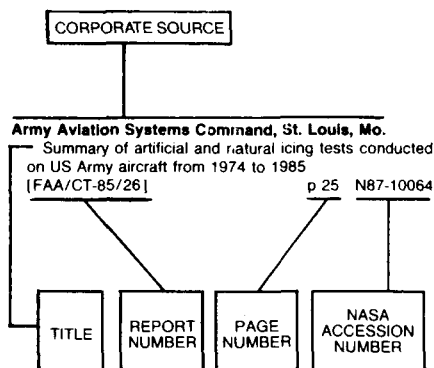 CORPORATE SOURCE
Army Aviation Systems Command, St. Louis, Mo.
Summary of artificial and natural icing tests conducted
on US Army aircraft from 1974 to 1985
[FAA/CT-85/26] p 25 N87-10064
TITLE
REPORT
NUMBER
PAGE
NUMBER
NASA
ACCESSION
NUMBER